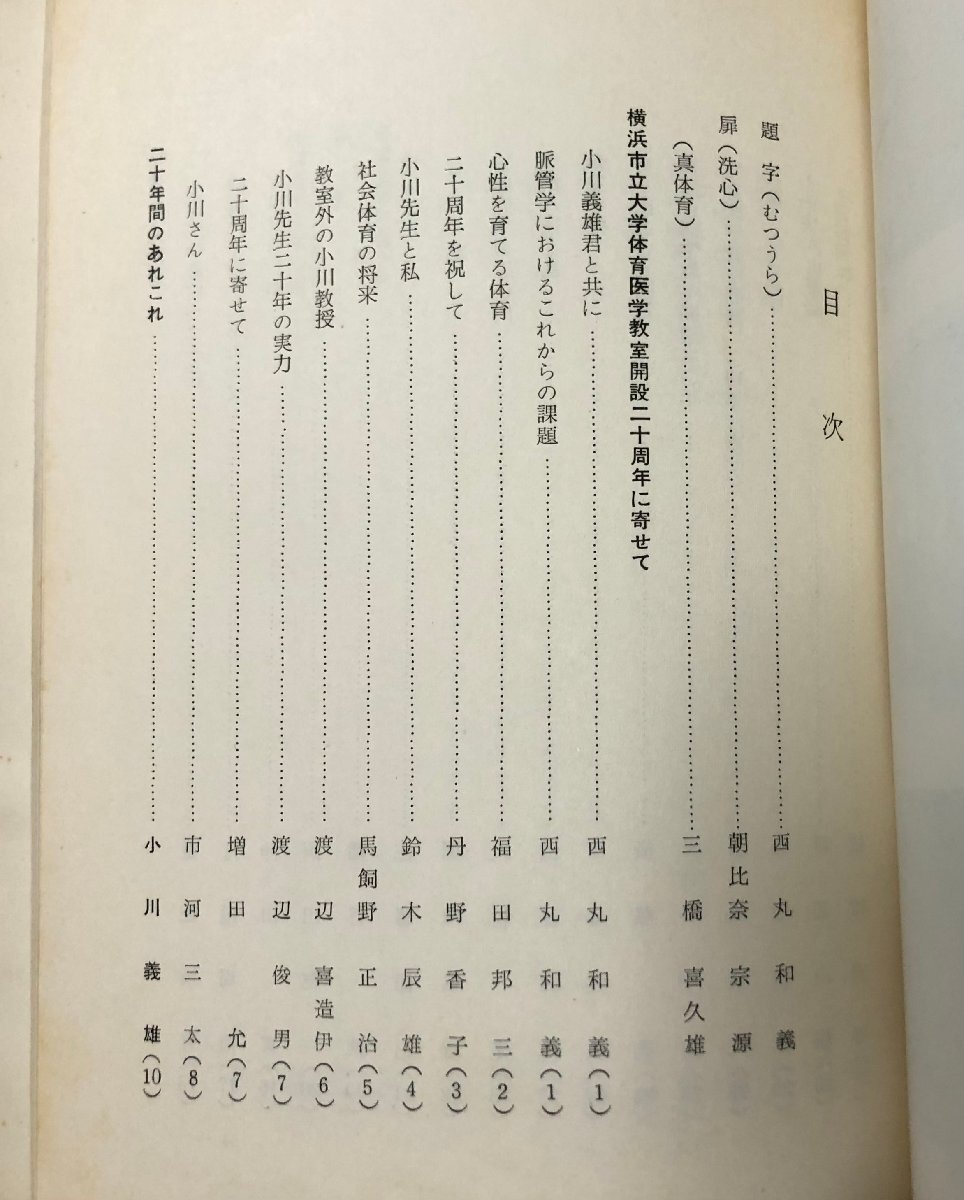 目次
題字(むつうら)……西丸和義
扉(洗心)……朝比奈宗源
(真体育)……三橋喜久雄
横浜市立大学体育医学教室開設二十周年に寄せて
小川義雄君と共に……西丸和義(1)
脈管学におけるこれからの課題……西丸和義(1)
心性を育てる体育……福田邦三(2)
二十周年を祝して……丹野香子(3)
小川先生と私……鈴木辰雄(4)
社会体育の将来……馬飼野正治(5)
教室外の小川教授……渡辺喜造伊(6)
小川先生二十年の実力……渡辺俊男(7)
二十周年に寄せて……増田允(7)
小川さん……市河三太(8)
二十年間のあれこれ……小川義雄(10)